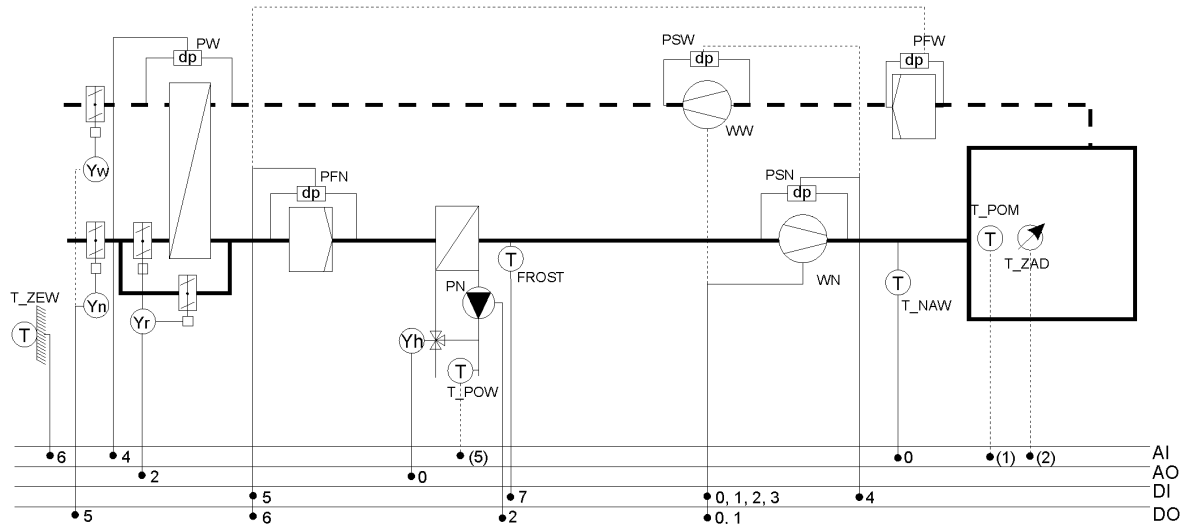 PW
dp
PSW
dp
PFW
dp
WW
Yw
PFN
dp
PSN
dp
T_POM
T
T_ZAD
T
FROST
WN
T
T_NAW
PN
T_ZEW
T
Yn
Yr
Yh
T
T_POW
6
4
(5)
0
(1)
(2)
AI
2
0
AO
5
7
0, 1, 2, 3
4
DI
5
6
2
0. 1
DO